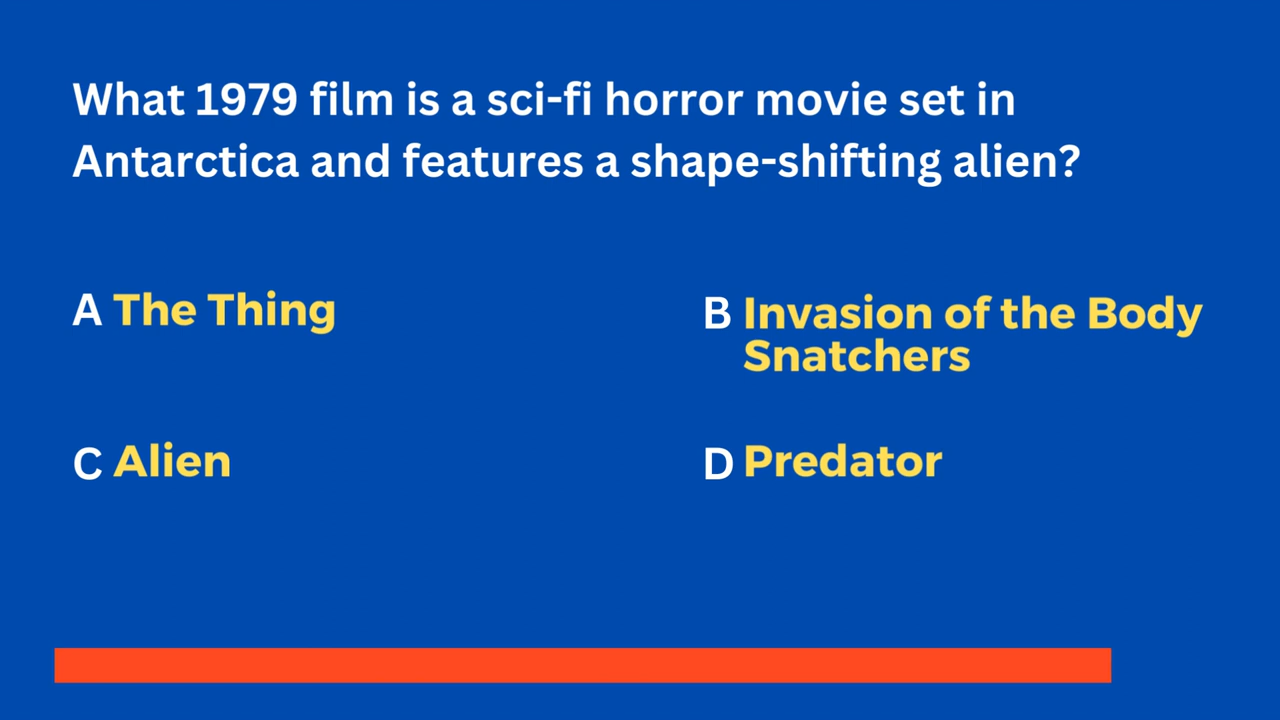 What 1979 film is a sci-fi horror movie set in
Antarctica and features a shape-shifting alien?
A The Thing
B Invasion of the Body
Snatchers
C Alien
D Predator